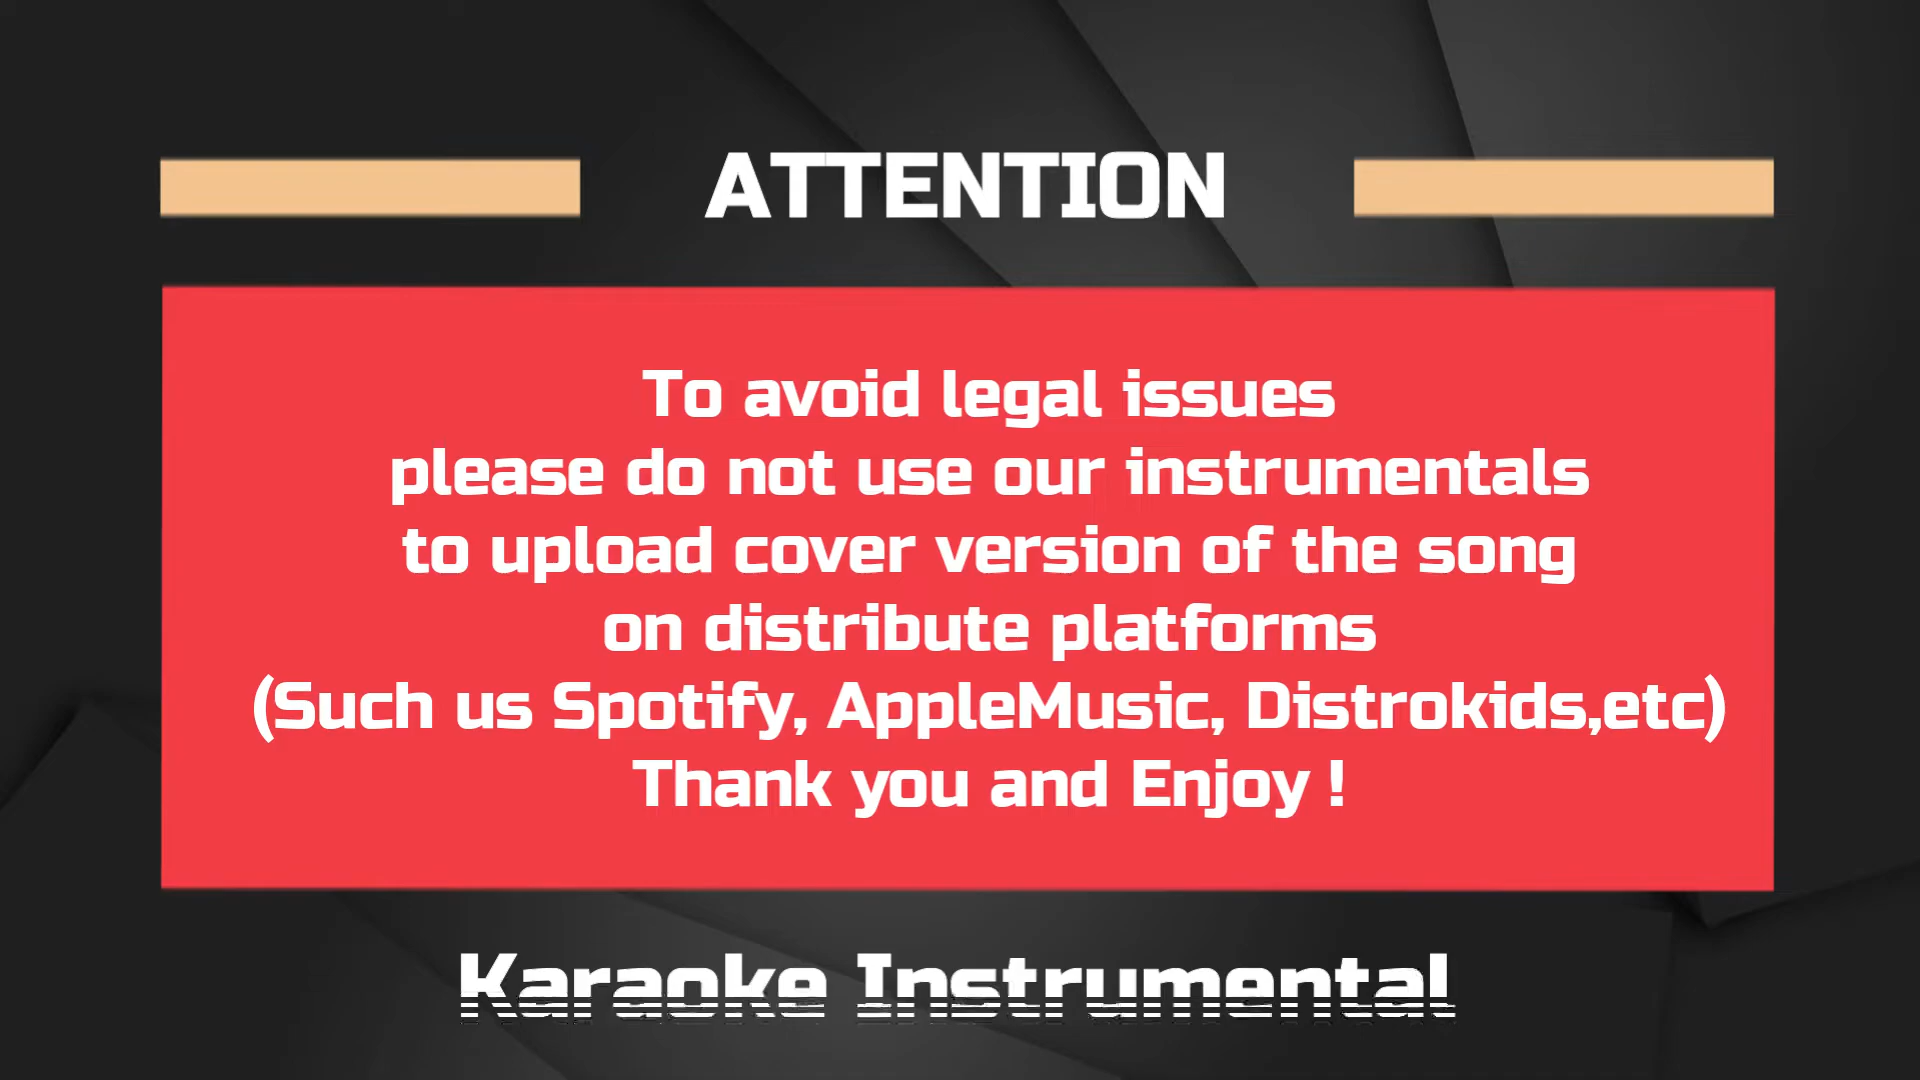 ATTENTION
To avoid legal issues
please do not use our instrumentals
to upload cover version of the song
on distribute platforms
(Such us Spotify, AppleMusic, Distrokids,etc)
Thank you and Enjoy !
Karaoke Instrumental